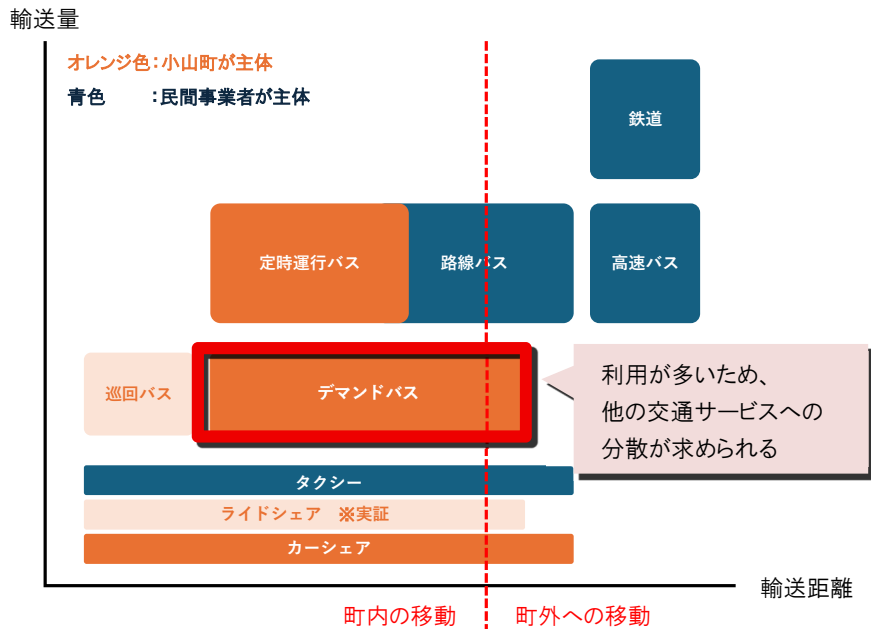 輸送量
オレンジ色：小山町が主体
青色　　：民間事業者が主体
鉄道
定時運行バス
路線バス
高速バス
巡回バス
デマンドバス
利用が多いため、
他の交通サービスへの
分散が求められる
タクシー
ライドシェア　※実証
カーシェア
輸送距離
町内の移動
町外への移動